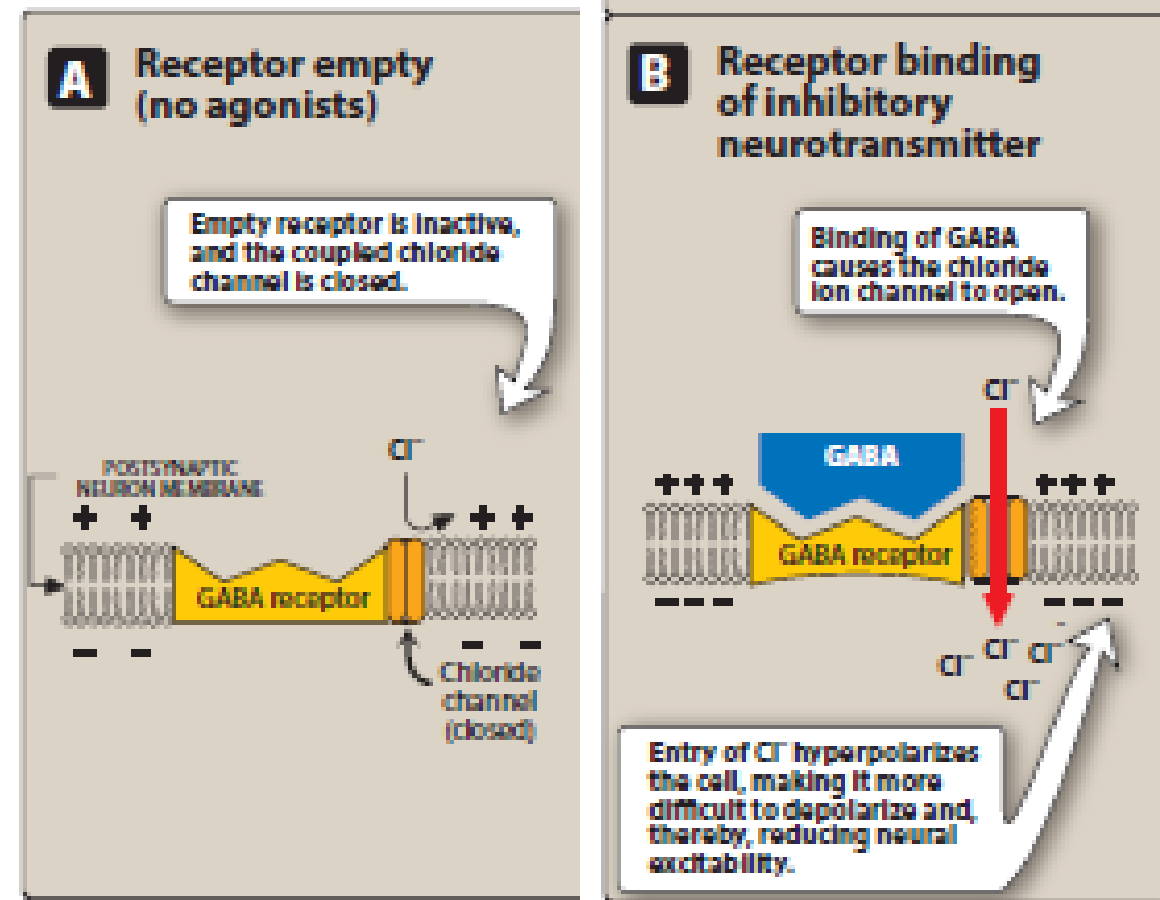 A
Receptor empty
(no agonists)
Empty receptor is inactive,
and the coupled chloride
channel is closed.
Cl⁻
POSTSYNAPTIC
NEURON MEMBRANE
+ +
+ +
GABA receptor
– –
– –
Chloride
channel
(closed)
B
Receptor binding
of inhibitory
neurotransmitter
Binding of GABA
causes the chloride
ion channel to open.
Cl⁻
GABA
+++
+++
GABA receptor
–––
–––
Cl⁻ Cl⁻ Cl⁻
Cl⁻
Entry of Cl⁻ hyperpolarizes
the cell, making it more
difficult to depolarize and,
thereby, reducing neural
excitability.